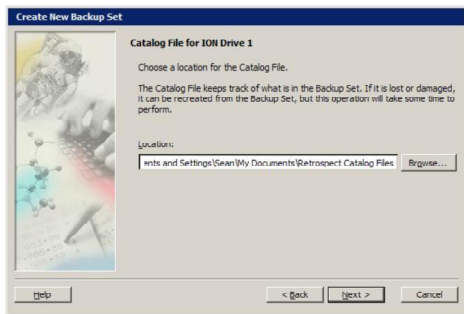 Create New Backup Set
Catalog File for ION Drive 1
Choose a location for the Catalog File.
The Catalog File keeps track of what is in the Backup Set. If it is lost or damaged,
it can be recreated from the Backup Set, but this operation will take some time to
perform.
Location:
ents and Settings\Sean\My Documents\Retrospect Catalog Files
Browse...
Help
< Back
Next >
Cancel